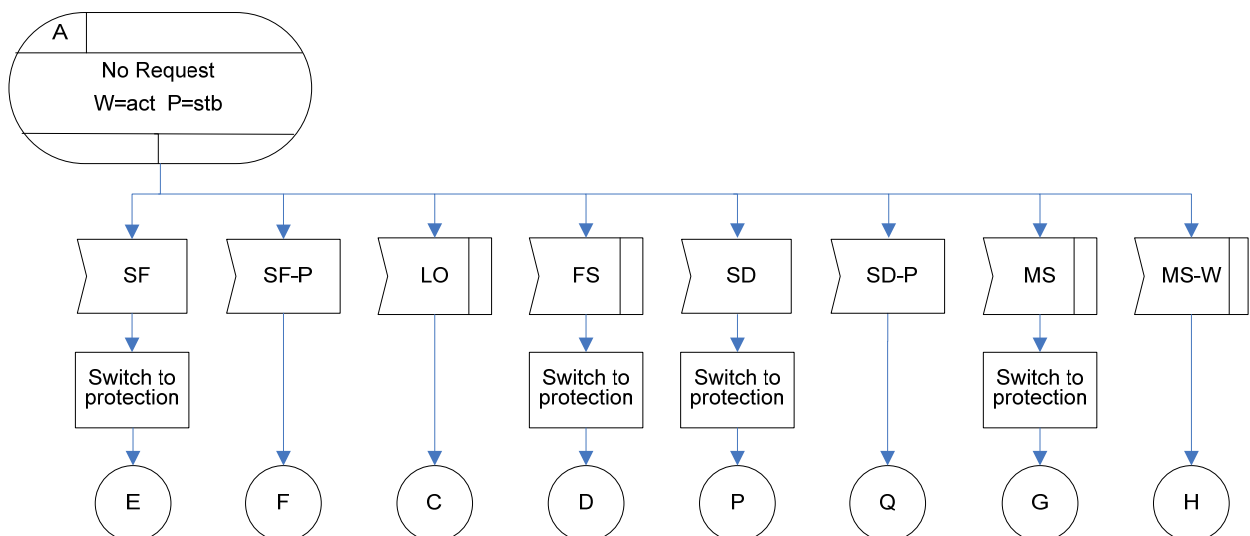 A
No Request
W=act P=stb
SF
SF-P
LO
FS
SD
SD-P
MS
MS-W
Switch to
protection
Switch to
protection
Switch to
protection
Switch to
protection
E
F
C
D
P
Q
G
H